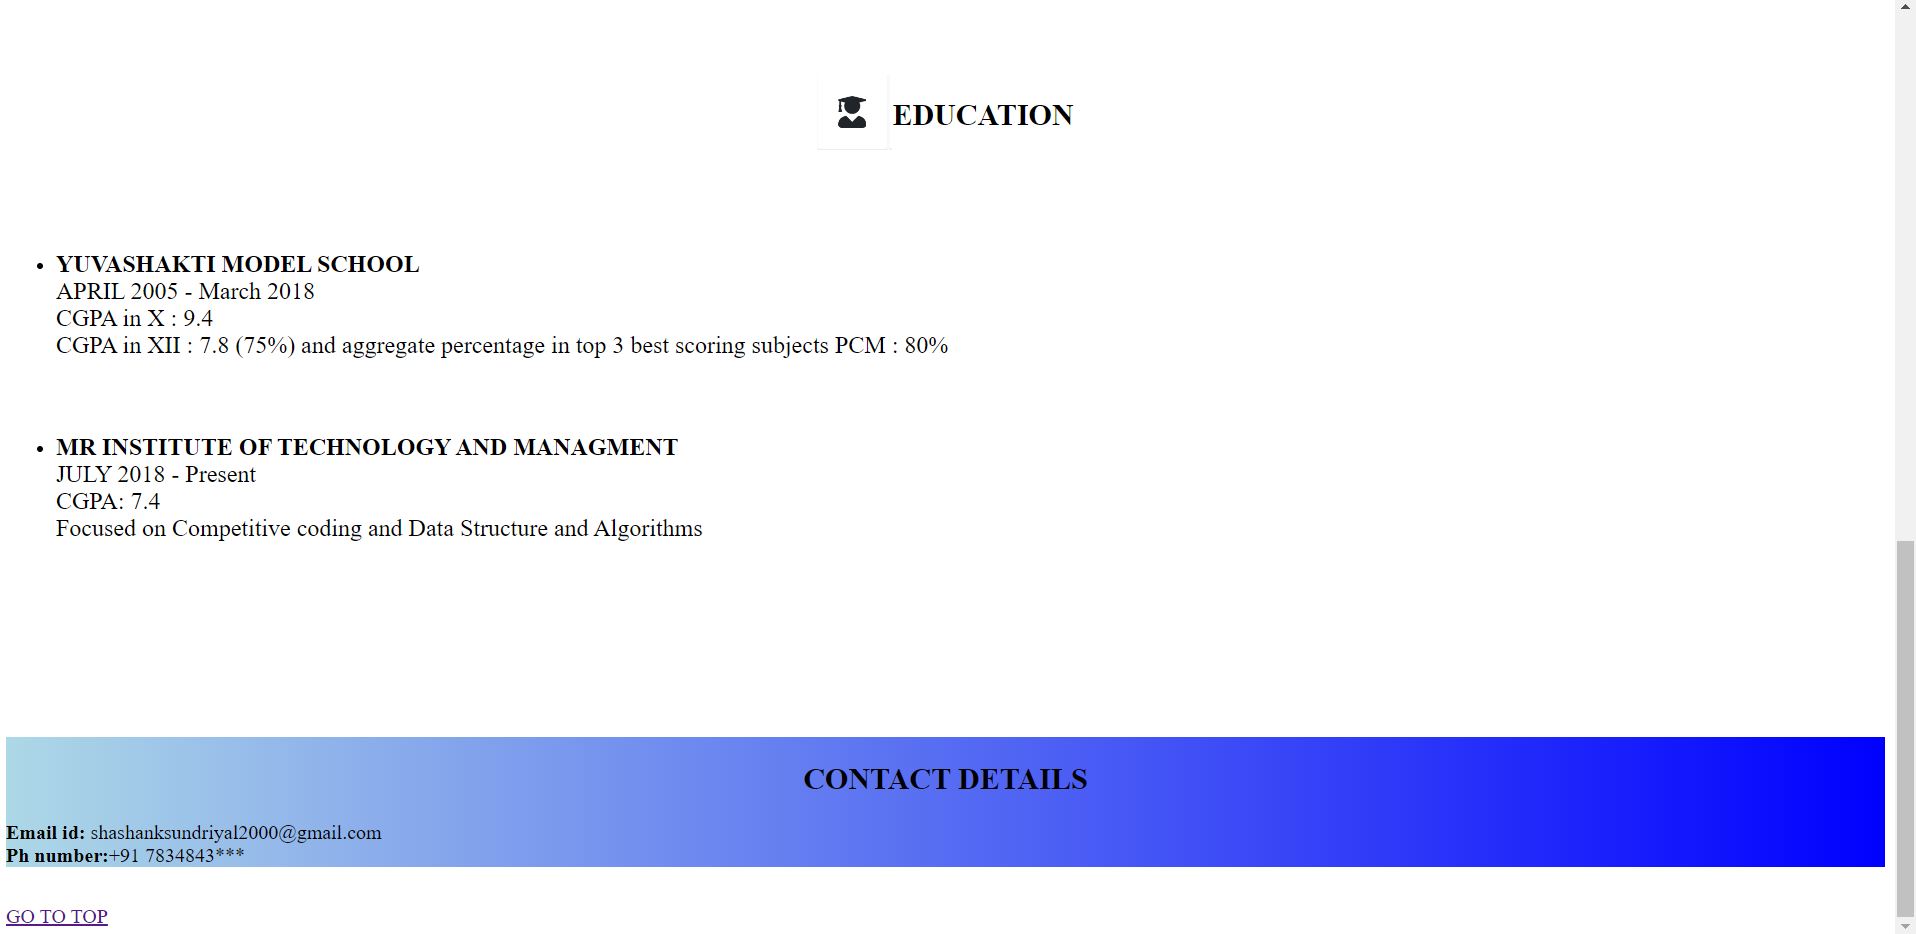 EDUCATION
YUVASHAKTI MODEL SCHOOL
APRIL 2005 - March 2018
CGPA in X : 9.4
CGPA in XII : 7.8 (75%) and aggregate percentage in top 3 best scoring subjects PCM : 80%
MR INSTITUTE OF TECHNOLOGY AND MANAGMENT
JULY 2018 - Present
CGPA: 7.4
Focused on Competitive coding and Data Structure and Algorithms
CONTACT DETAILS
Email id: shashanksundriyal2000@gmail.com
Ph number:+91 7834843***
GO TO TOP